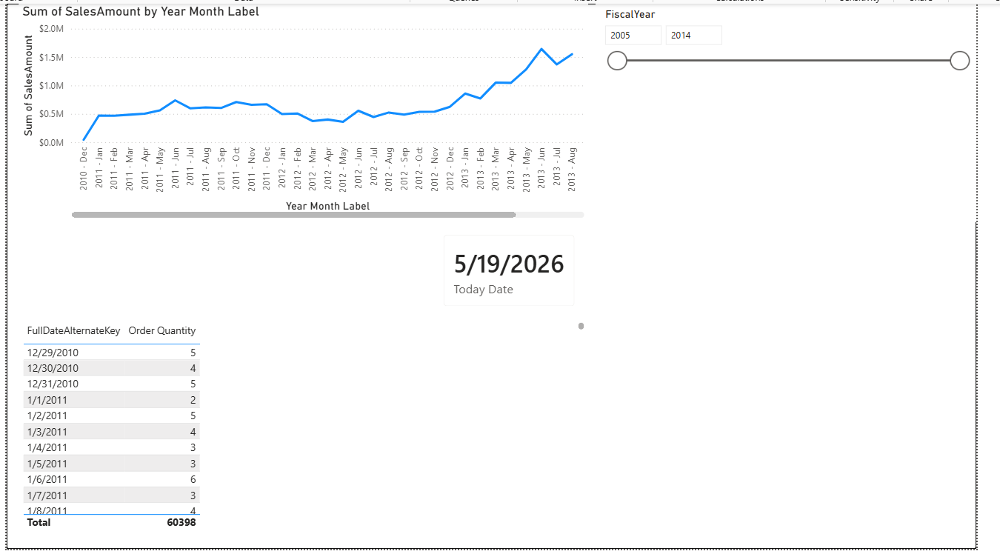 Sum of SalesAmount by Year Month Label
FiscalYear
2005 2014
Sum of SalesAmount
$2.0M
$1.5M
$1.0M
$0.5M
$0.0M
2010 - Dec
2011 - Jan
2011 - Feb
2011 - Mar
2011 - Apr
2011 - May
2011 - Jun
2011 - Jul
2011 - Aug
2011 - Sep
2011 - Oct
2011 - Nov
2011 - Dec
2012 - Jan
2012 - Feb
2012 - Mar
2012 - Apr
2012 - May
2012 - Jun
2012 - Jul
2012 - Aug
2012 - Sep
2012 - Oct
2012 - Nov
2012 - Dec
2013 - Jan
2013 - Feb
2013 - Mar
2013 - Apr
2013 - May
2013 - Jun
2013 - Jul
2013 - Aug
Year Month Label
5/19/2026
Today Date
FullDateAlternateKey Order Quantity
12/29/2010 5
12/30/2010 4
12/31/2010 5
1/1/2011 2
1/2/2011 5
1/3/2011 4
1/4/2011 3
1/5/2011 3
1/6/2011 6
1/7/2011 3
1/8/2011 4
Total 60398